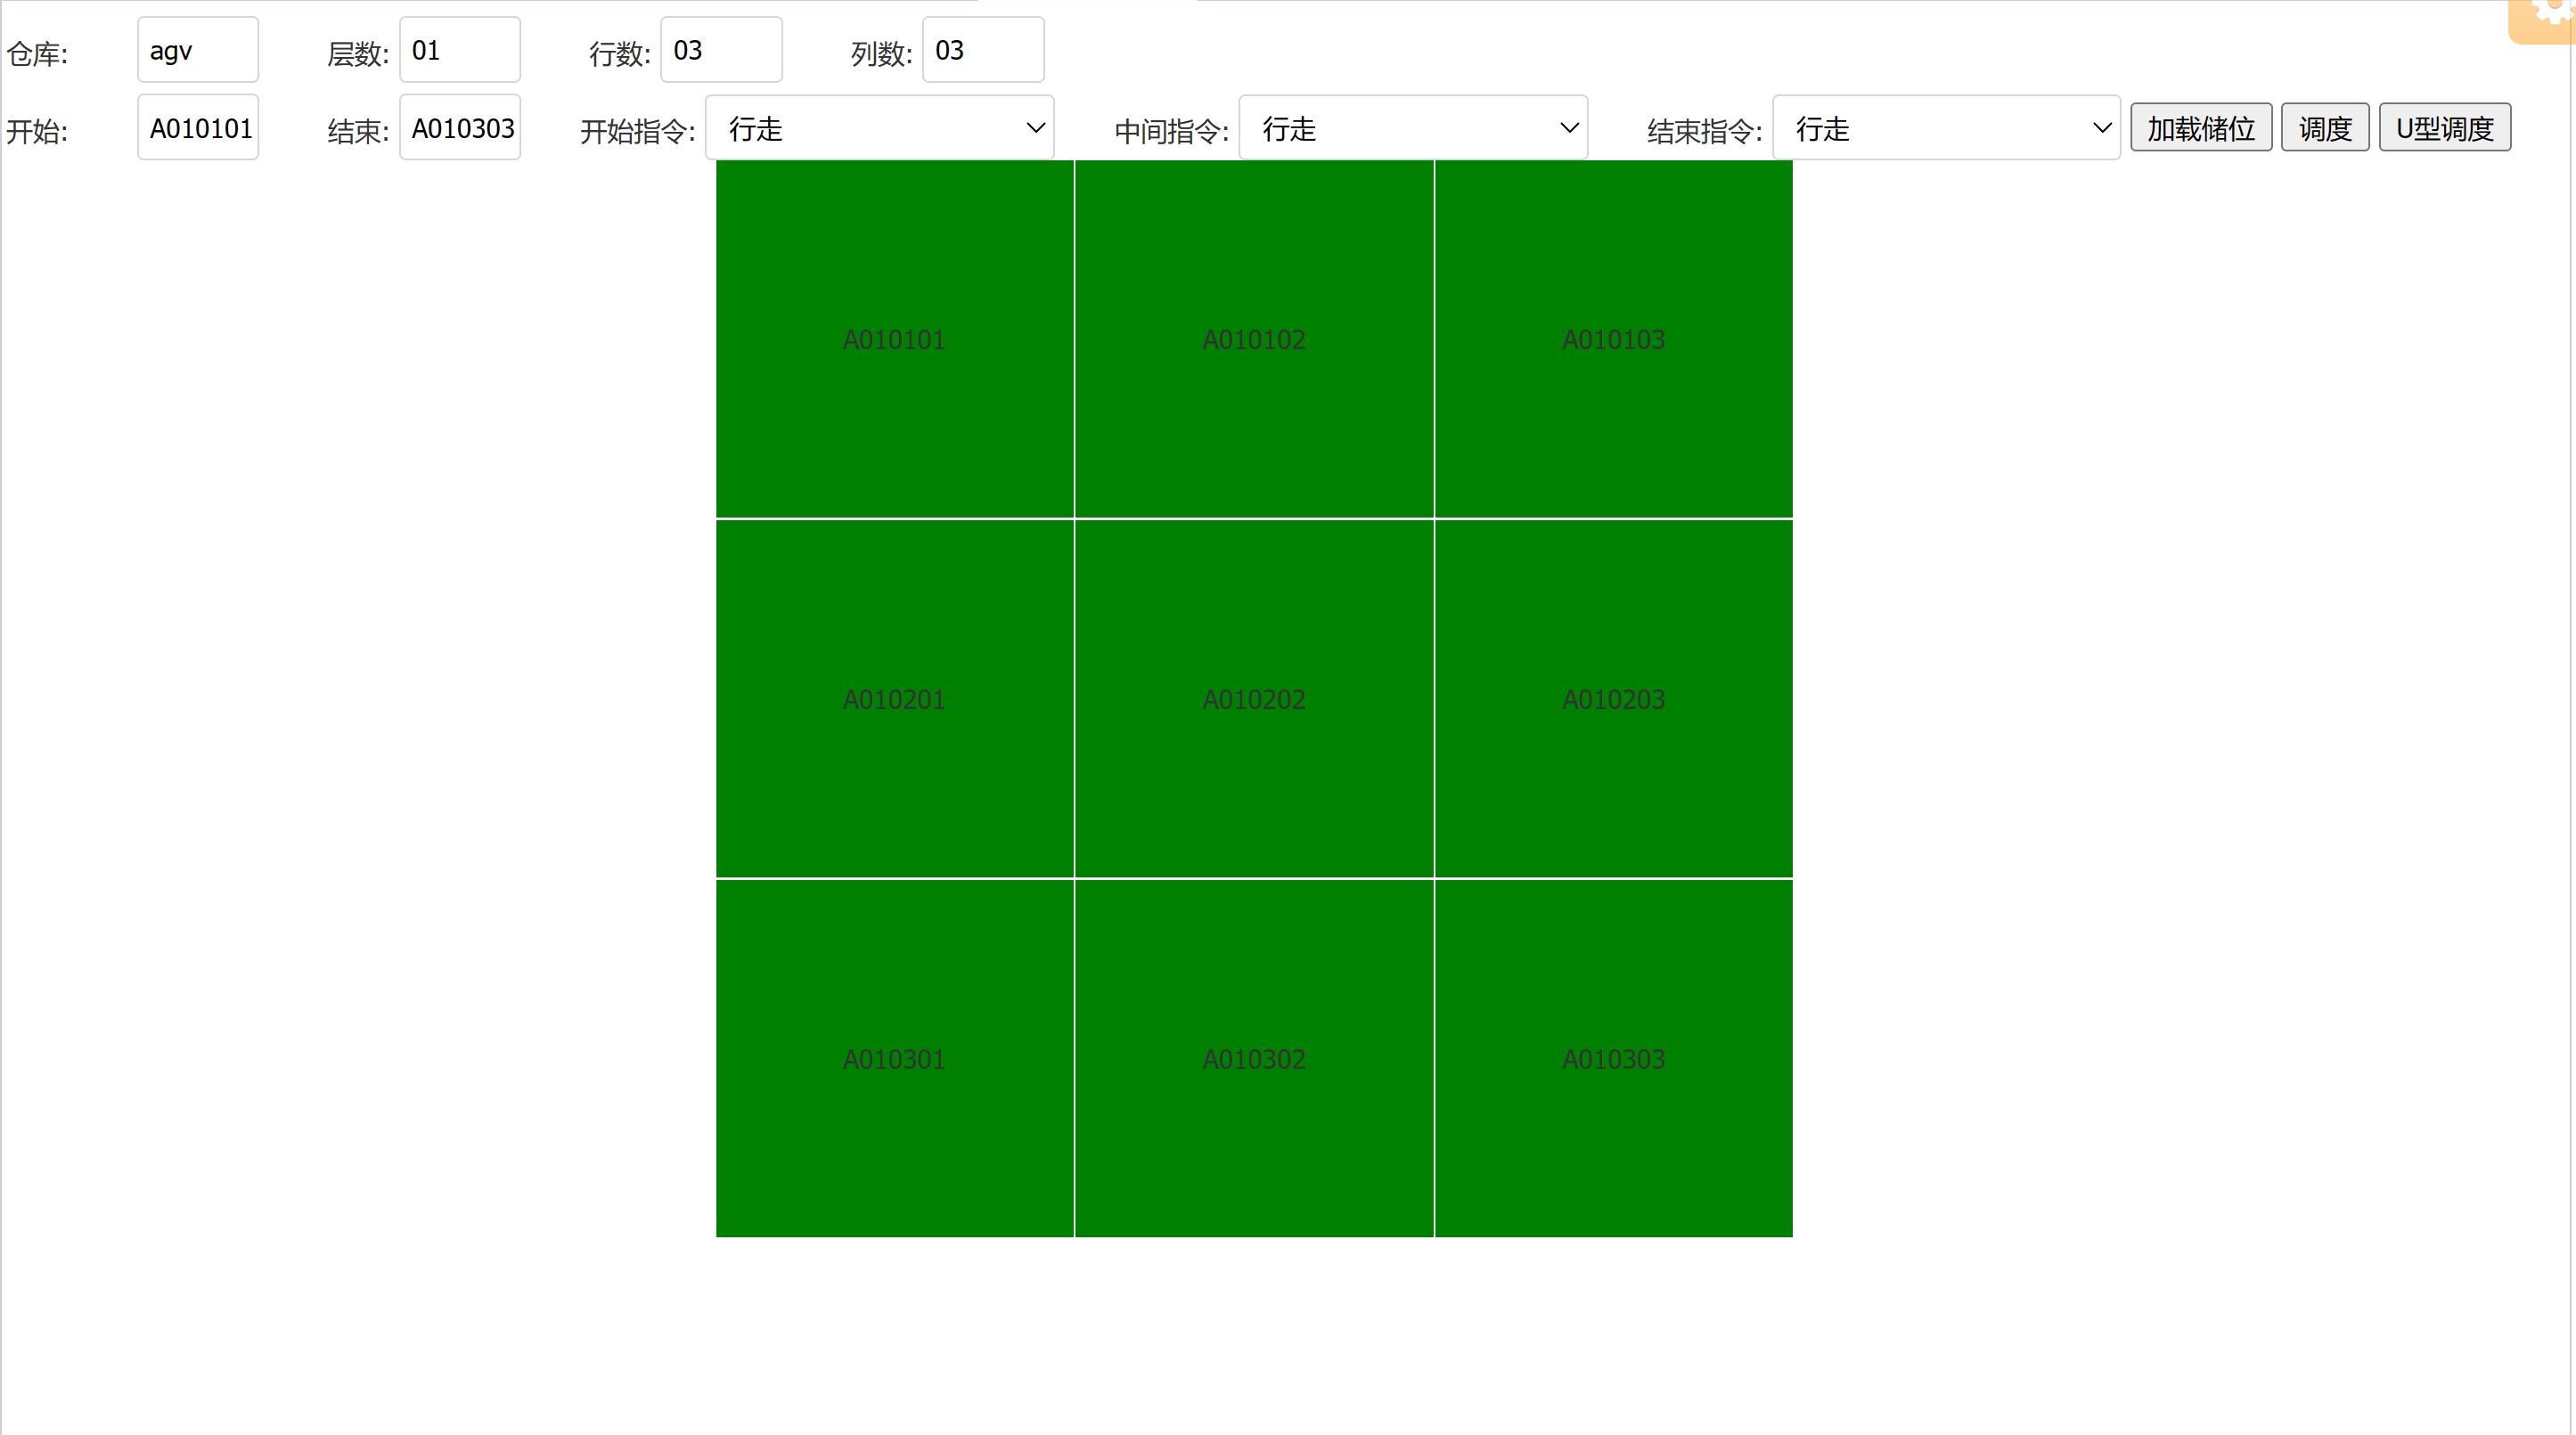 仓库: agv 层数: 01 行数: 03 列数: 03
开始: A010101 结束: A010303 开始指令: 行走 中间指令: 行走 结束指令: 行走 加载储位 调度 U型调度
A010101 A010102 A010103
A010201 A010202 A010203
A010301 A010302 A010303